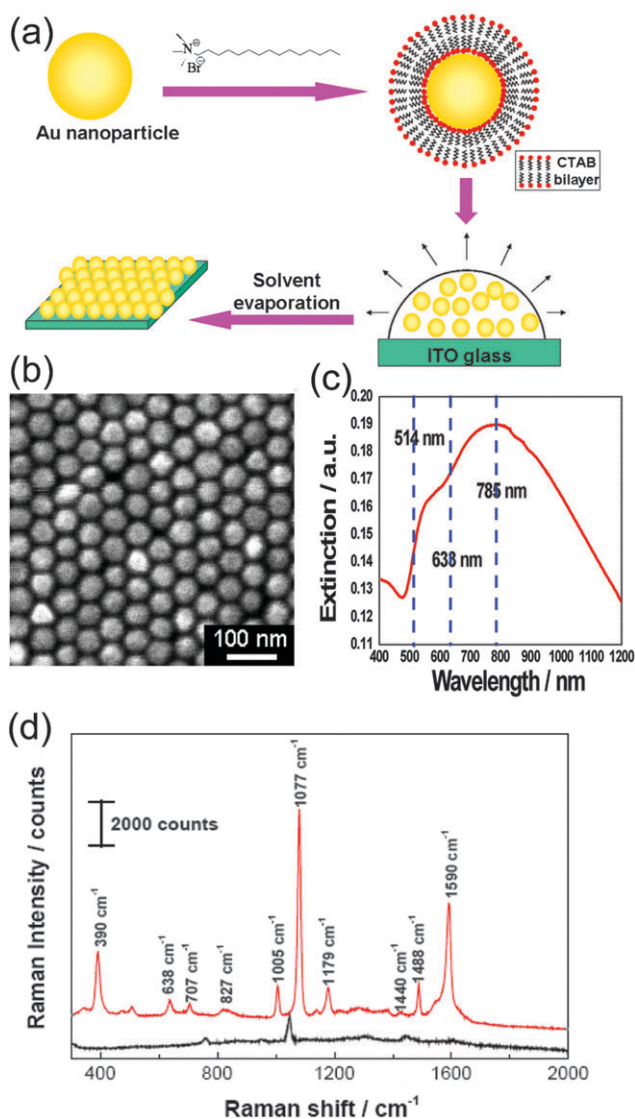 (a)
N⊕
Br⊖
Au nanoparticle
CTAB
bilayer
Solvent
evaporation
ITO glass
(b)
100 nm
(c)
0.20
0.19
0.18
0.17
0.16
0.15
0.14
0.13
0.12
0.11
Extinction / a.u.
514 nm
633 nm
785 nm
400 500 600 700 800 900 1000 1100 1200
Wavelength / nm
(d)
Raman Intensity / counts
2000 counts
390 cm⁻¹
638 cm⁻¹
707 cm⁻¹
827 cm⁻¹
1005 cm⁻¹
1077 cm⁻¹
1179 cm⁻¹
1440 cm⁻¹
1488 cm⁻¹
1590 cm⁻¹
400 800 1200 1600 2000
Raman shift / cm⁻¹